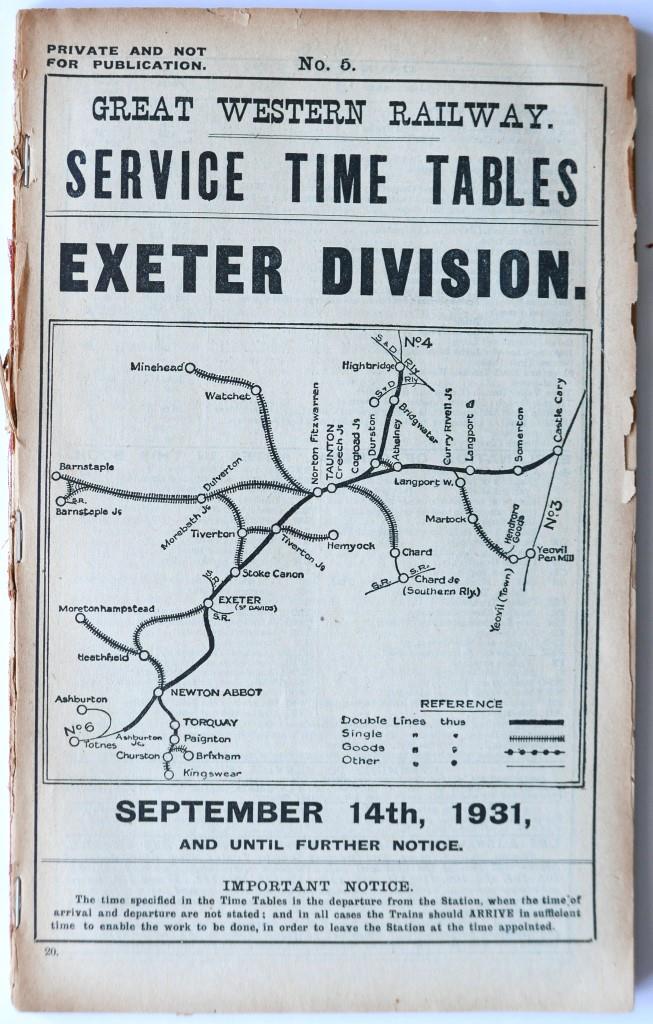 PRIVATE AND NOT
FOR PUBLICATION.
No. 5.
GREAT WESTERN RAILWAY.
SERVICE TIME TABLES
EXETER DIVISION.
Nº4
S & D Rly
Highbridge
S & D Rly
Minehead
Watchet
Bridgwater
Norton Fitzwarren
TAUNTON
Creech Jc
Cogload Jc
Durston
Athelney
Curry Rivell Jc
Langport E
Somerton
Castle Cary
Barnstaple
S.R.
Barnstaple Jc
Dulverton
Morebath Jc
Langport W.
Martock
Hendford Goods
Nº3
Tiverton
Tiverton Jc
Hemyock
Chard
Yeovil
Pen Mill
Yeovil (Town)
S.R.
S.R.
Chard Jc
(Southern Rly.)
Stoke Canon
S.R.
EXETER
(ST DAVIDS)
S.R.
Moretonhampstead
Heathfield
NEWTON ABBOT
Ashburton
Nº6
Totnes
Ashburton
Jc
TORQUAY
Paignton
Churston
Brixham
Kingswear
REFERENCE
Double Lines thus
Single " "
Goods " "
Other " "
SEPTEMBER 14th, 1931,
AND UNTIL FURTHER NOTICE.
IMPORTANT NOTICE.
The time specified in the Time Tables is the departure from the Station, when the time of
arrival and departure are not stated; and in all cases the Trains should ARRIVE in sufficient
time to enable the work to be done, in order to leave the Station at the time appointed.
20.